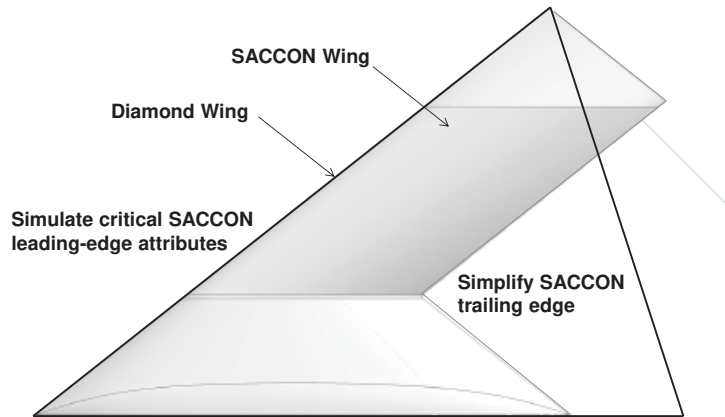 SACCON Wing
Diamond Wing
Simulate critical SACCON
leading-edge attributes
Simplify SACCON
trailing edge